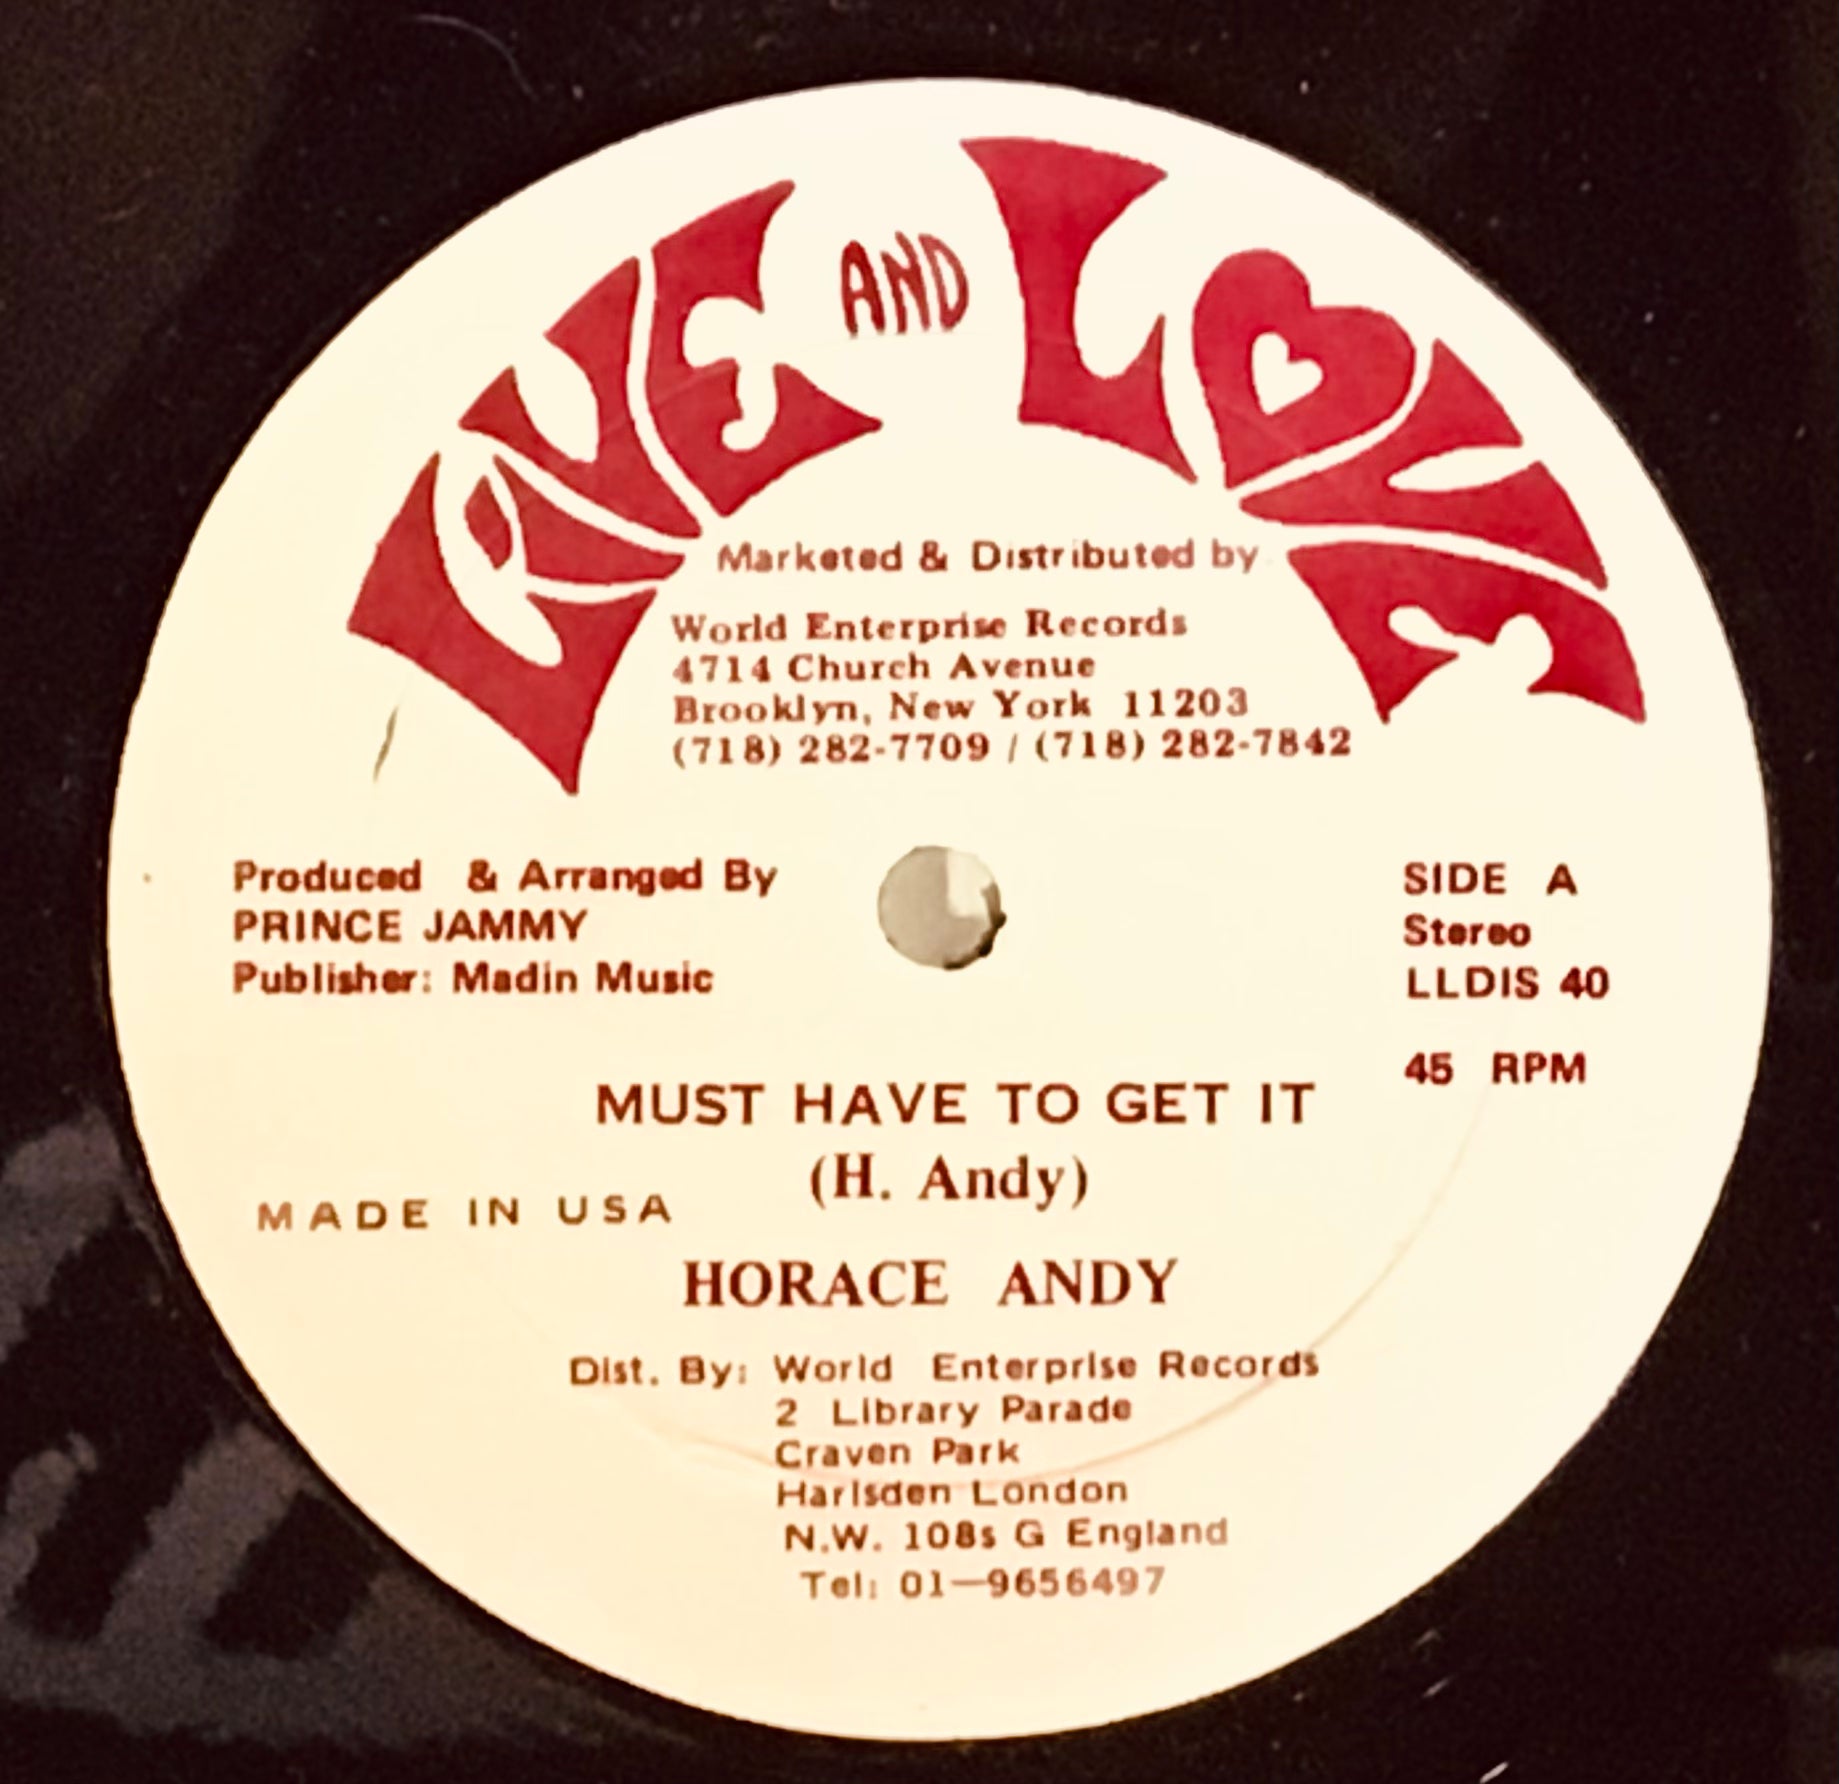 LIVE AND LOVE
Marketed & Distributed by
World Enterprise Records
4714 Church Avenue
Brooklyn, New York 11203
(718) 282-7709 / (718) 282-7842
Produced & Arranged By
PRINCE JAMMY
Publisher: Madin Music
SIDE A
Stereo
LLDIS 40
45 RPM
MUST HAVE TO GET IT
(H. Andy)
MADE IN USA
HORACE ANDY
Dist. By: World Enterprise Records
2 Library Parade
Craven Park
Harlsden London
N.W. 108s G England
Tel: 01-9656497